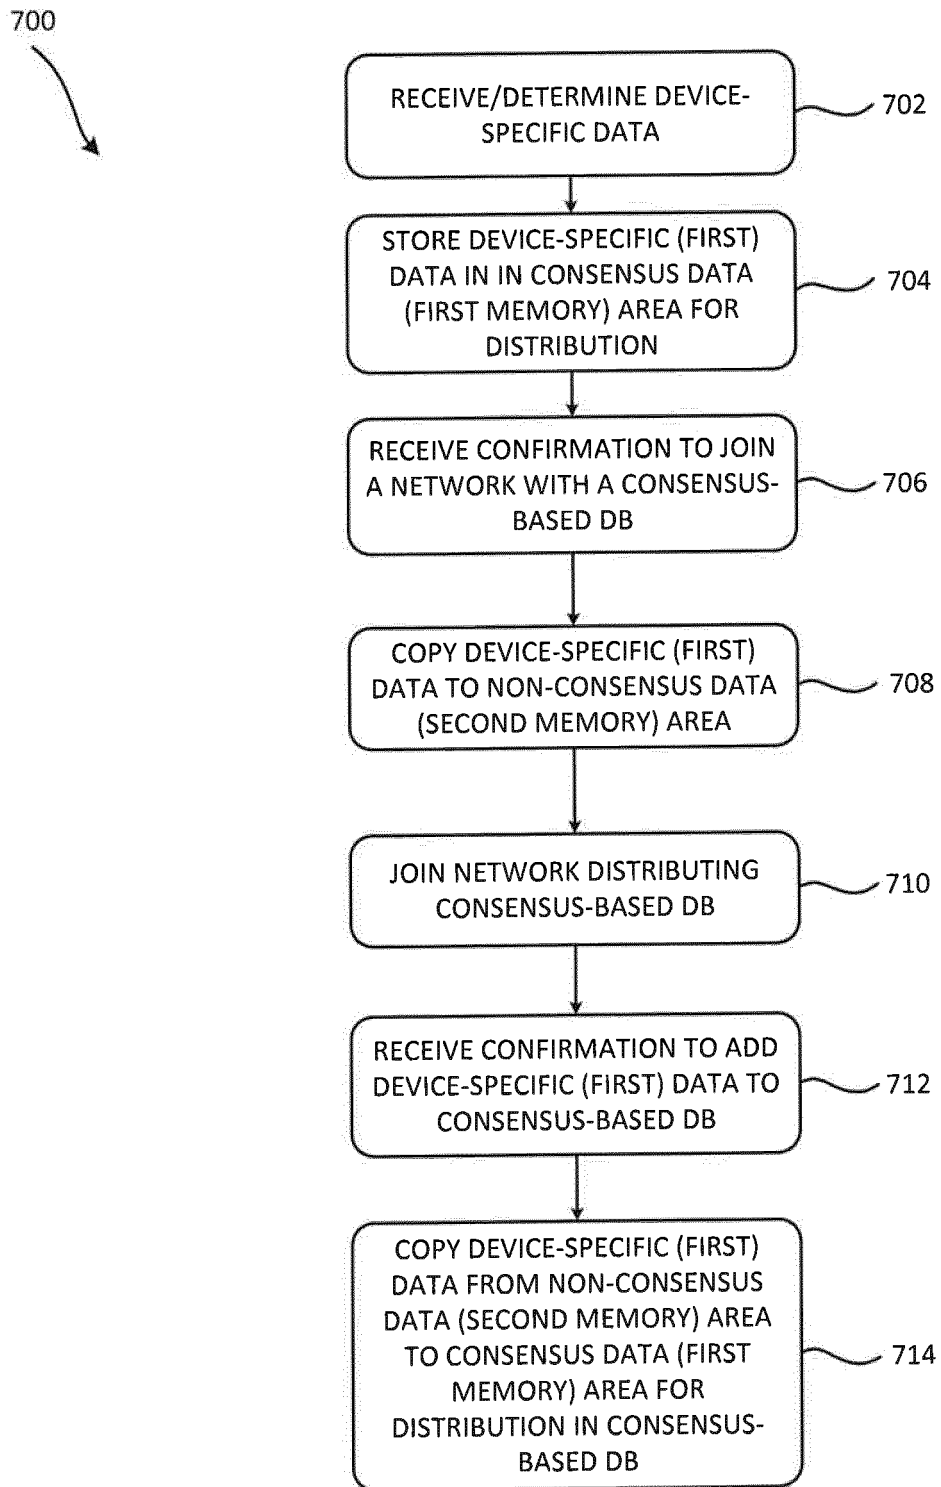 700
RECEIVE/DETERMINE DEVICE-
SPECIFIC DATA
702
STORE DEVICE-SPECIFIC (FIRST)
DATA IN IN CONSENSUS DATA
(FIRST MEMORY) AREA FOR
DISTRIBUTION
704
RECEIVE CONFIRMATION TO JOIN
A NETWORK WITH A CONSENSUS-
BASED DB
706
COPY DEVICE-SPECIFIC (FIRST)
DATA TO NON-CONSENSUS DATA
(SECOND MEMORY) AREA
708
JOIN NETWORK DISTRIBUTING
CONSENSUS-BASED DB
710
RECEIVE CONFIRMATION TO ADD
DEVICE-SPECIFIC (FIRST) DATA TO
CONSENSUS-BASED DB
712
COPY DEVICE-SPECIFIC (FIRST)
DATA FROM NON-CONSENSUS
DATA (SECOND MEMORY) AREA
TO CONSENSUS DATA (FIRST
MEMORY) AREA FOR
DISTRIBUTION IN CONSENSUS-
BASED DB
714